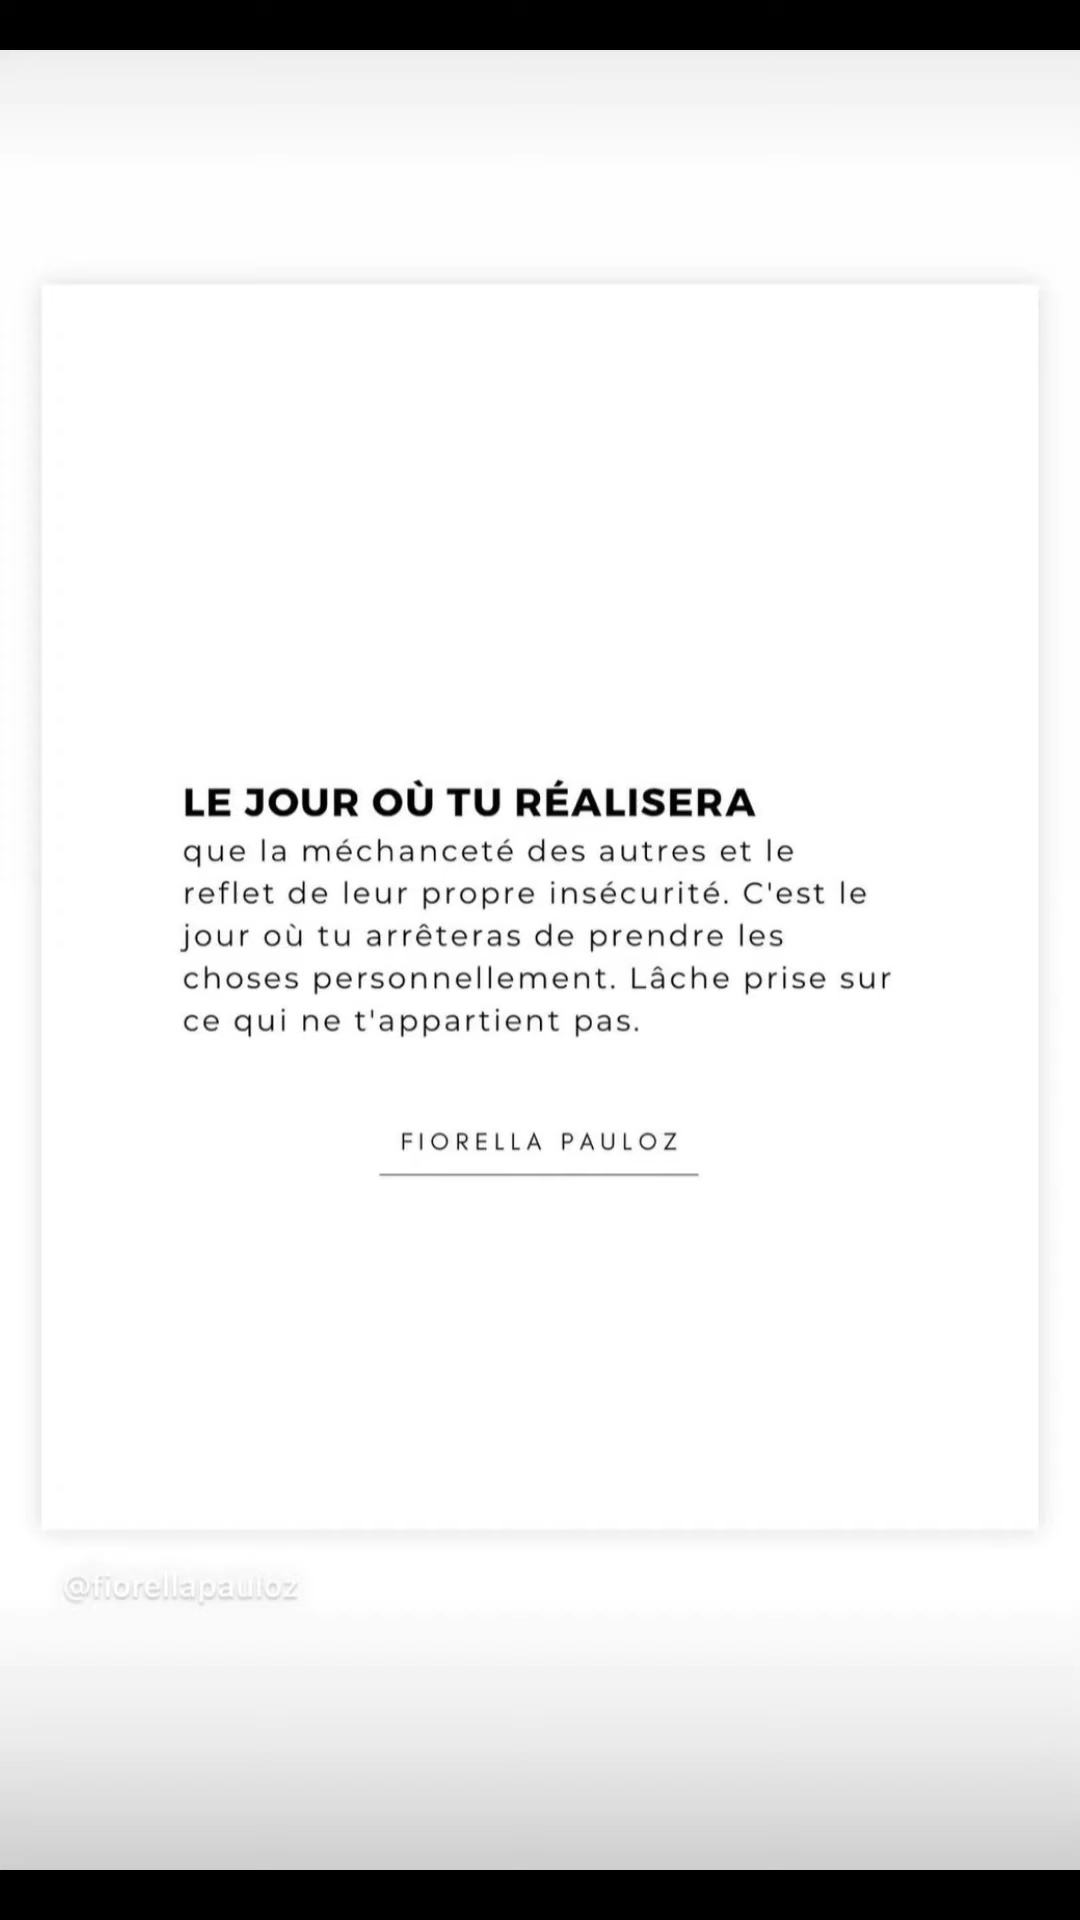 LE JOUR OÙ TU RÉALISERA
que la méchanceté des autres et le
reflet de leur propre insécurité. C'est le
jour où tu arrêteras de prendre les
choses personnellement. Lâche prise sur
ce qui ne t'appartient pas.
FIORELLA PAULOZ
@fiorellapauloz